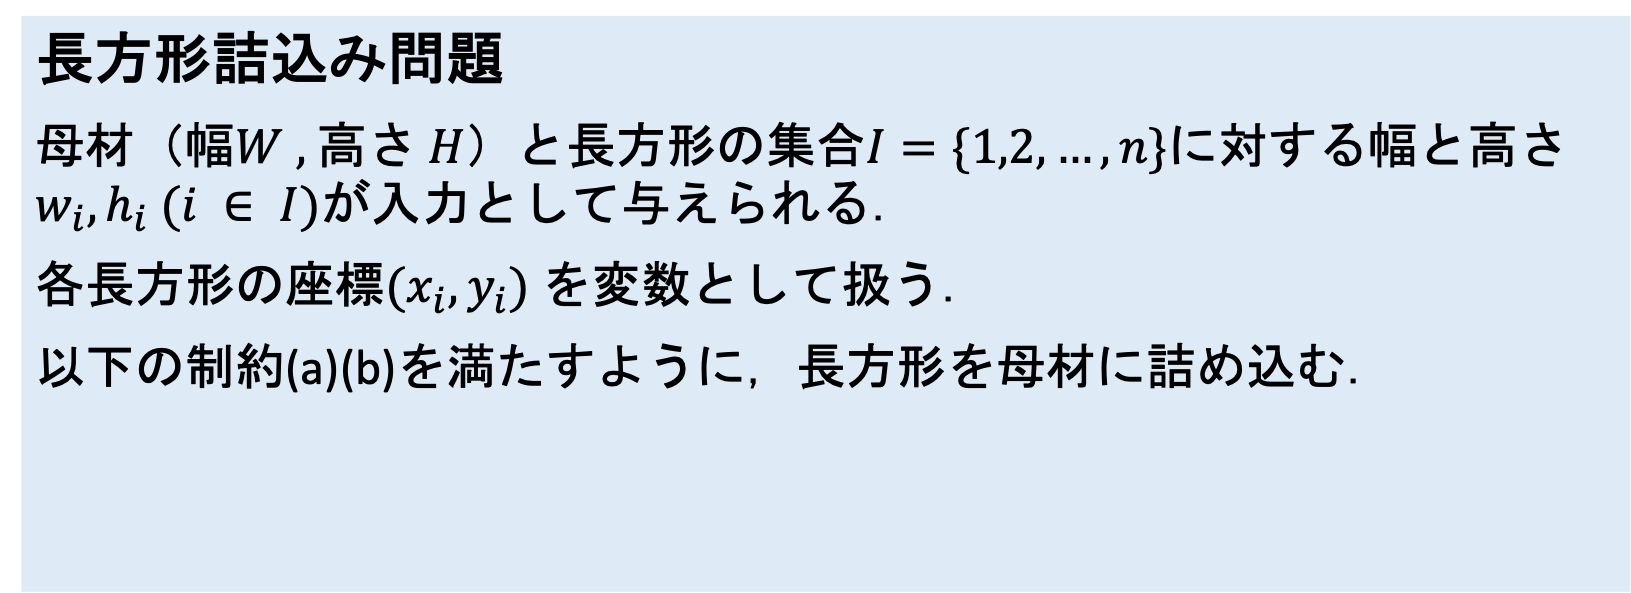 長方形詰込み問題
母材（幅W , 高さ H）と長方形の集合I = {1,2, … , n}に対する幅と高さ
wᵢ, hᵢ (i ∈ I)が入力として与えられる．
各長方形の座標(xᵢ, yᵢ) を変数として扱う．
以下の制約(a)(b)を満たすように，長方形を母材に詰め込む．